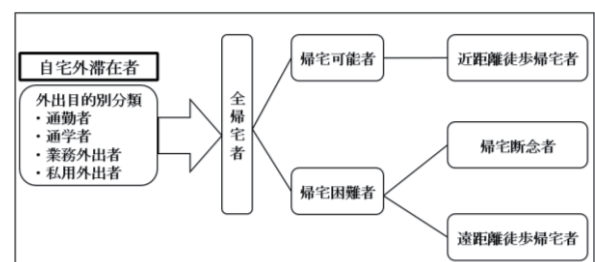 自宅外滞在者
外出目的別分類
・通勤者
・通学者
・業務外出者
・私用外出者
全帰宅者
帰宅可能者
近距離徒歩帰宅者
帰宅困難者
帰宅断念者
遠距離徒歩帰宅者